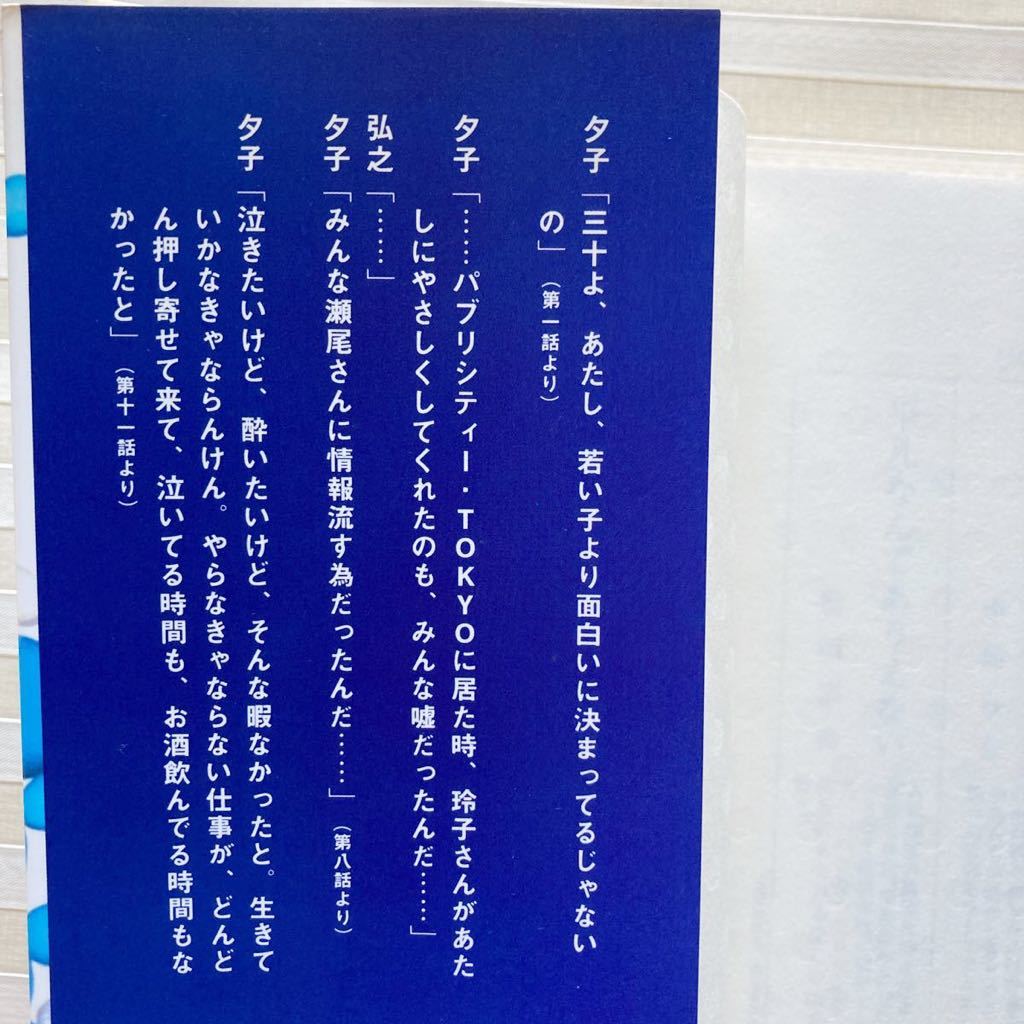 夕子「三十よ、あたし、若い子より面白いに決まってるじゃない
の」（第一話より）
夕子「……パブリシティー・TOKYOに居た時、玲子さんがあた
しにやさしくしてくれたのも、みんな嘘だったんだ……」
弘之「……」
夕子「みんな瀬尾さんに情報流す為だったんだ……」（第八話より）
夕子「泣きたいけど、酔いたいけど、そんな暇なかったと。生きて
いかなきゃならんけん。やらなきゃならない仕事が、どんど
ん押し寄せて来て、泣いてる時間も、お酒飲んでる時間もな
かったと」（第十一話より）